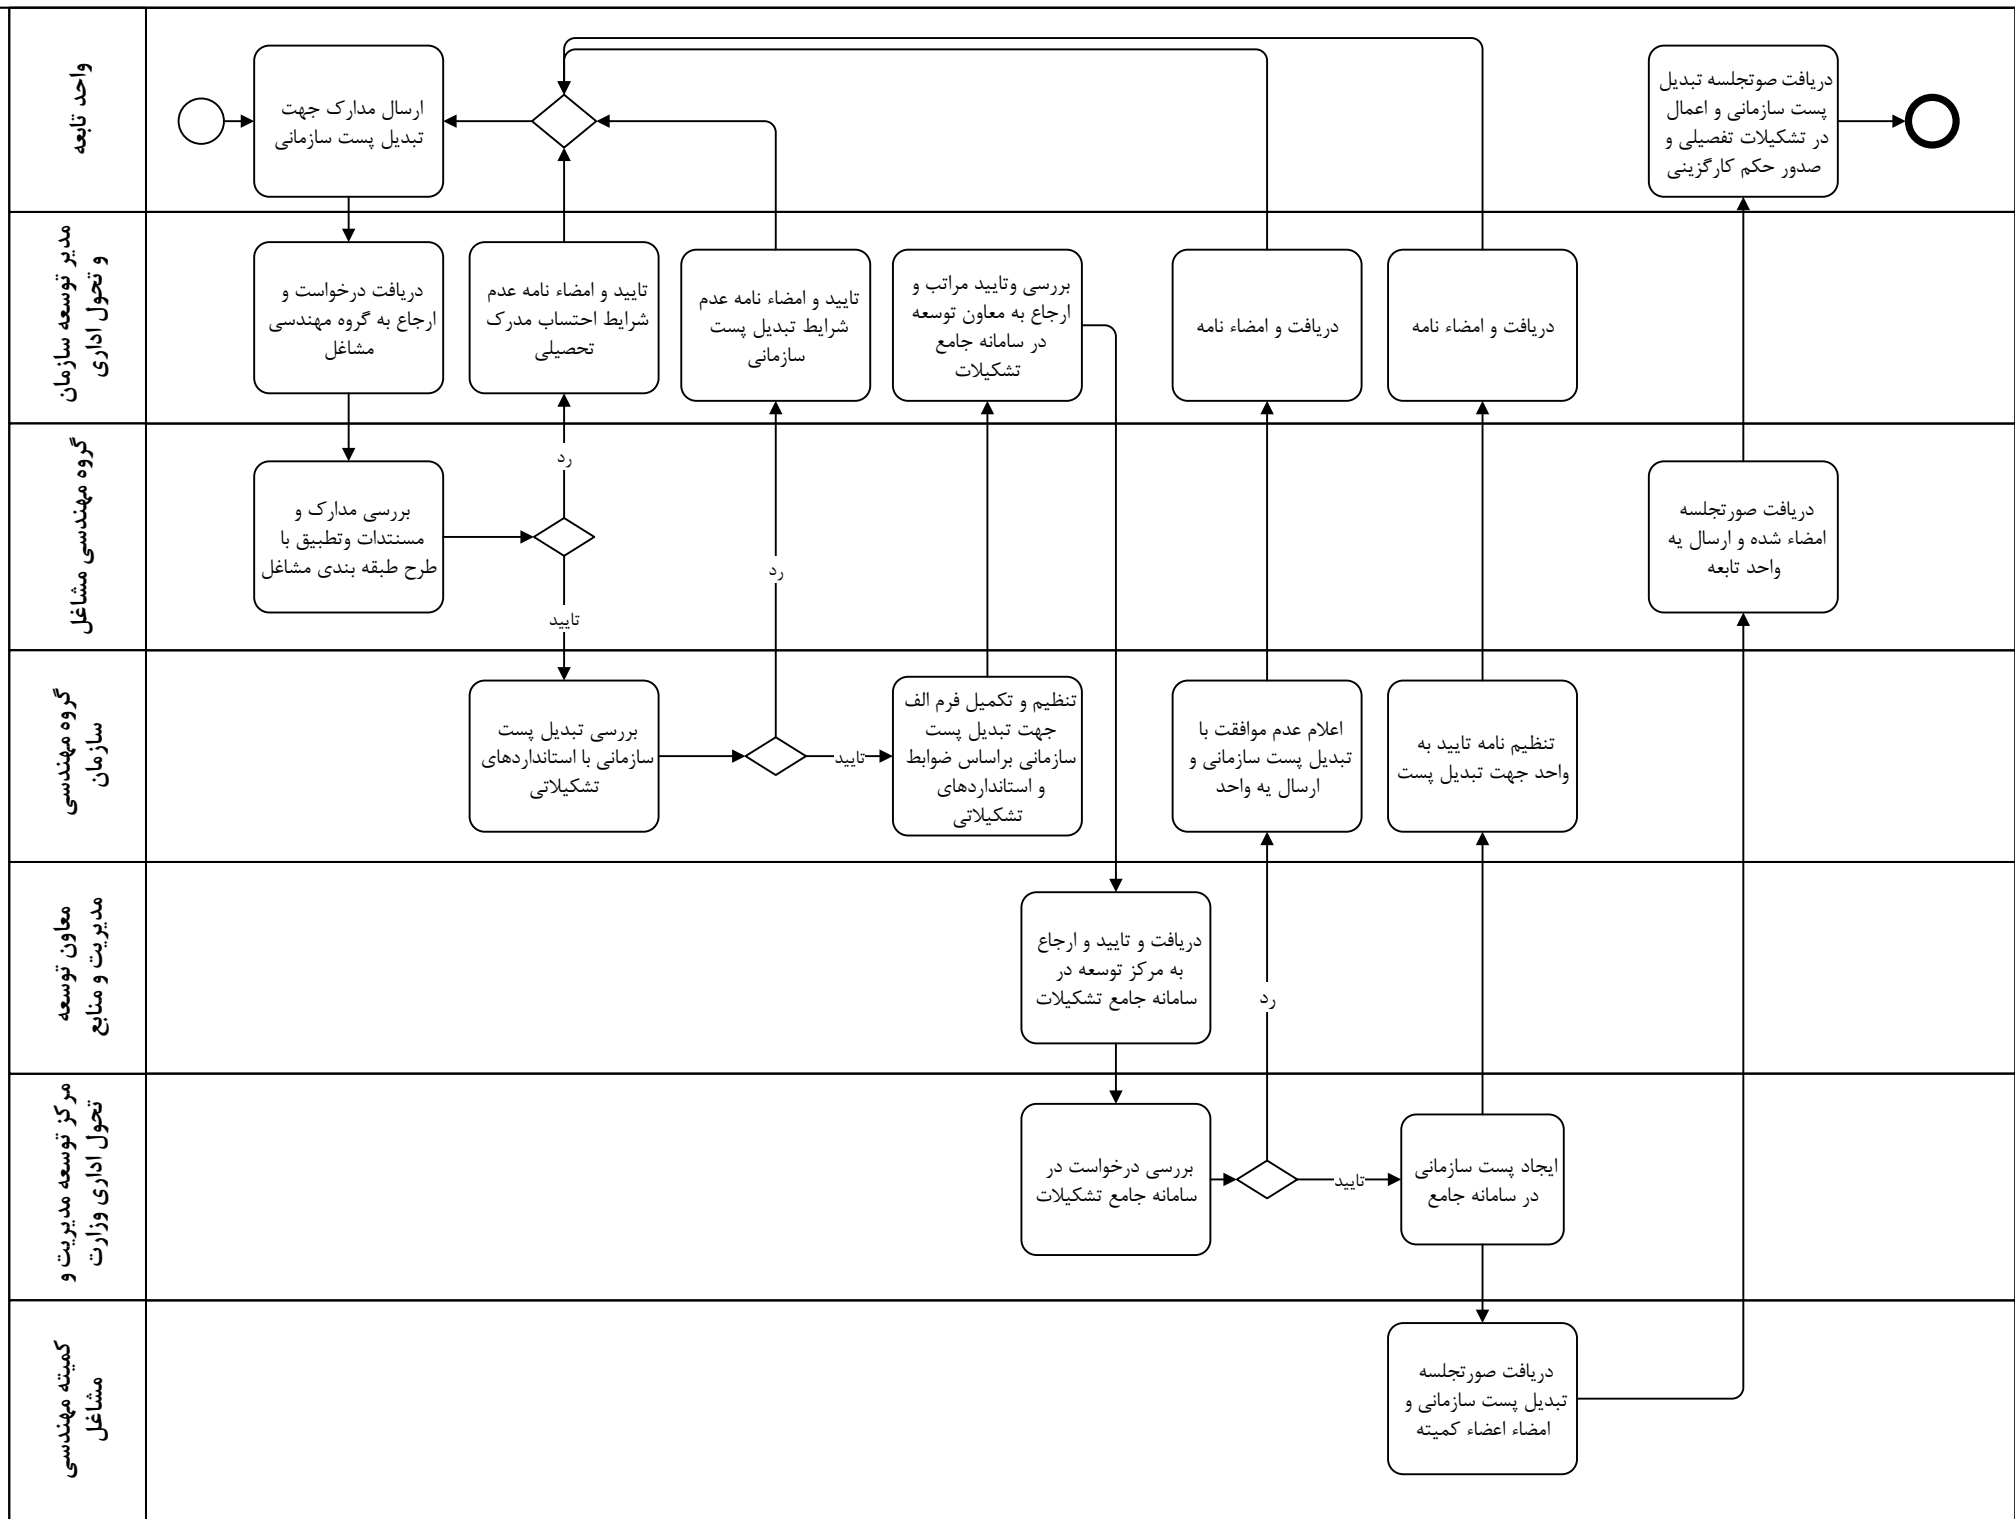 واحد تابعه
ارسال مدارک جهت
تبدیل پست سازمانی
دریافت صوتجلسه تبدیل
پست سازمانی و اعمال
در تشکیلات تفصیلی و
صدور حکم کارگزینی
مدیر توسعه سازمان
و تحول اداری
دریافت درخواست و
ارجاع به گروه مهندسی
مشاغل
تایید و امضاء نامه عدم
شرایط احتساب مدرک
تحصیلی
تایید و امضاء نامه عدم
شرایط تبدیل پست
سازمانی
بررسی وتایید مراتب و
ارجاع به معاون توسعه
در سامانه جامع
تشکیلات
دریافت و امضاء نامه
دریافت و امضاء نامه
گروه مهندسی مشاغل
بررسی مدارک و
مستندات وتطبیق با
طرح طبقه بندی مشاغل
رد
تایید
رد
دریافت صورتجلسه
امضاء شده و ارسال یه
واحد تابعه
گروه مهندسی
سازمان
بررسی تبدیل پست
سازمانی با استانداردهای
تشکیلاتی
تایید
تنظیم و تکمیل فرم الف
جهت تبدیل پست
سازمانی براساس ضوابط
و استانداردهای
تشکیلاتی
اعلام عدم موافقت با
تبدیل پست سازمانی و
ارسال یه واحد
تنظیم نامه تایید به
واحد جهت تبدیل پست
معاون توسعه
مدیریت و منابع
دریافت و تایید و ارجاع
به مرکز توسعه در
سامانه جامع تشکیلات
رد
مرکز توسعه مدیریت و
تحول اداری وزارت
بررسی درخواست در
سامانه جامع تشکیلات
تایید
ایجاد پست سازمانی
در سامانه جامع
کمیته مهندسی
مشاغل
دریافت صورتجلسه
تبدیل پست سازمانی و
امضاء اعضاء کمیته